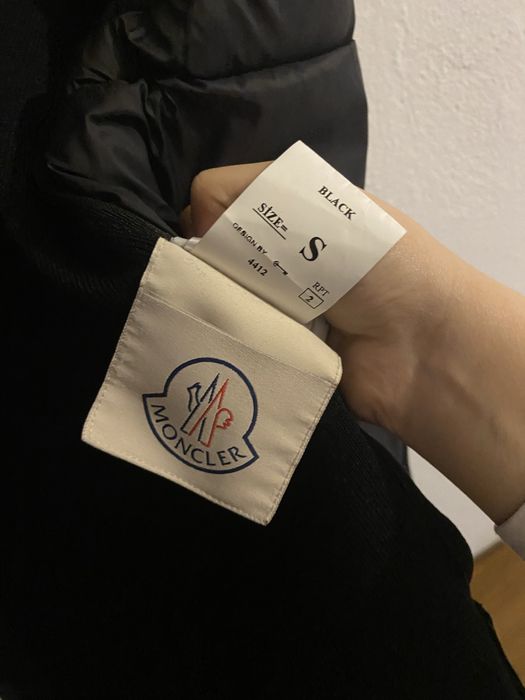 BLACK
SIZE=
S
DESIGN BY
4412
RPT
2
MONCLER